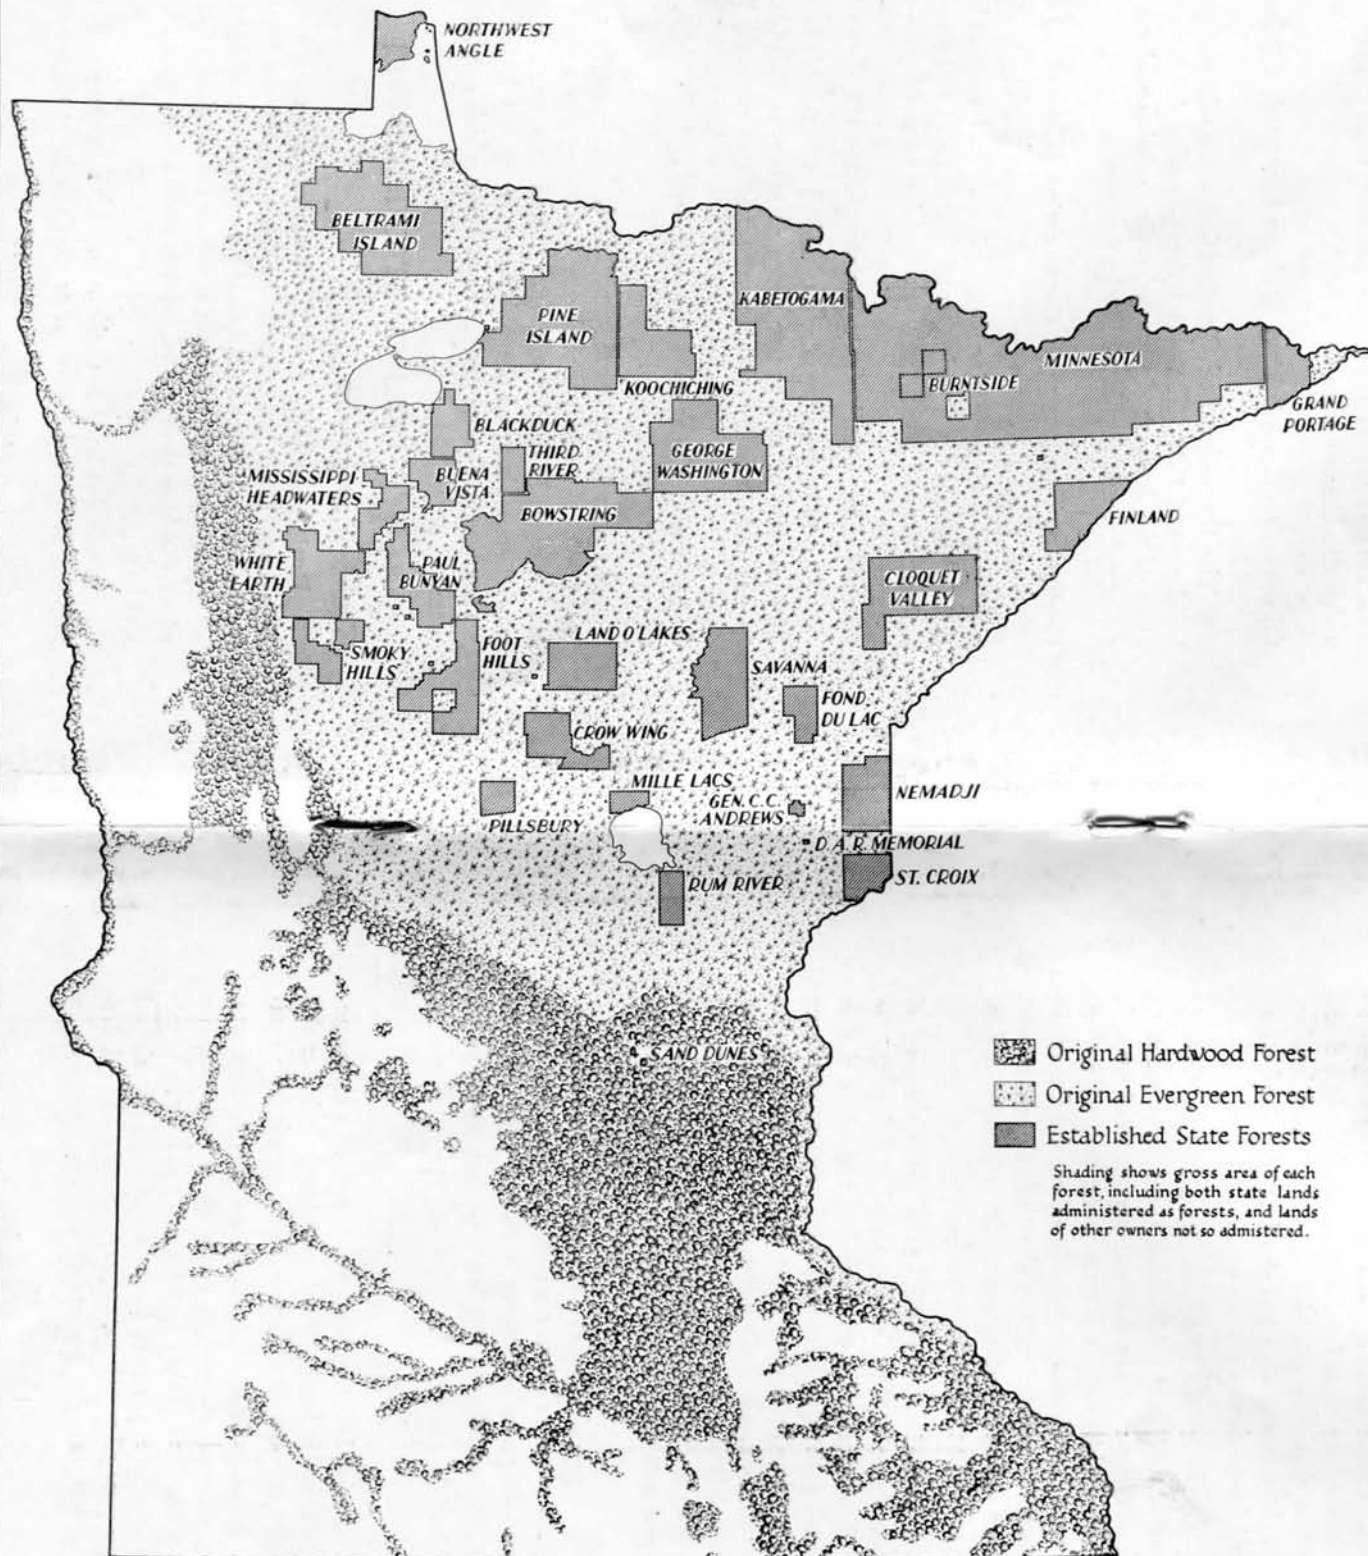 NORTHWEST
ANGLE
BELTRAMI
ISLAND
PINE
ISLAND
KOOCHICHING
KABETOGAMA
MINNESOTA
BURNTSIDE
GRAND
PORTAGE
BLACKDUCK
THIRD
RIVER
GEORGE
WASHINGTON
MISSISSIPPI
HEADWATERS
BUENA
VISTA
BOWSTRING
FINLAND
WHITE
EARTH
PAUL
BUNYAN
CLOQUET
VALLEY
SMOKY
HILLS
FOOT
HILLS
LAND O'LAKES
SAVANNA
FOND
DU LAC
CROW WING
MILLE LACS
GEN. C. C.
ANDREWS
NEMADJI
PILLSBURY
D. A. R. MEMORIAL
RUM RIVER
ST. CROIX
SAND DUNES
Original Hardwood Forest
Original Evergreen Forest
Established State Forests
Shading shows gross area of each
forest, including both state lands
administered as forests, and lands
of other owners not so admistered.